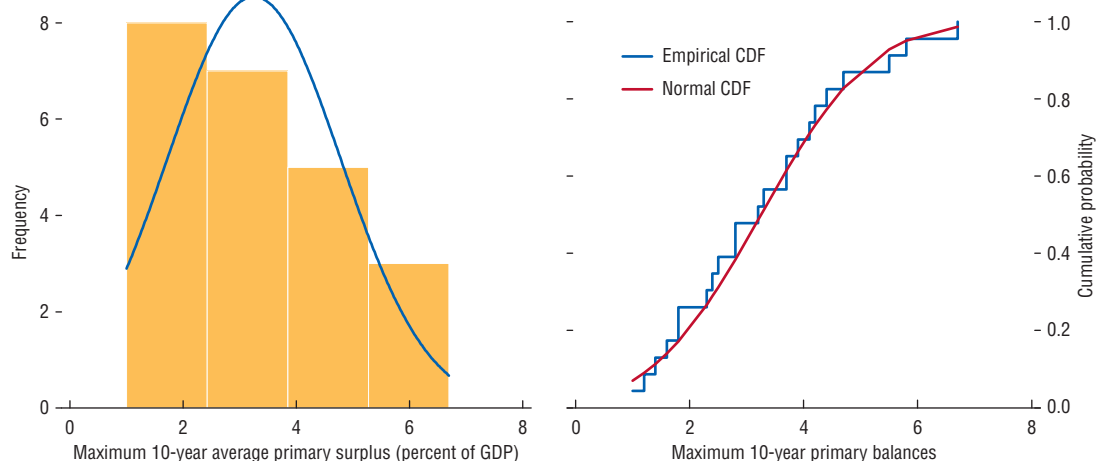 8
6
4
2
0
Frequency
0 2 4 6 8
Maximum 10-year average primary surplus (percent of GDP)
Empirical CDF
Normal CDF
1.0
0.8
0.6
0.4
0.2
0.0
Cumulative probability
0 2 4 6 8
Maximum 10-year primary balances